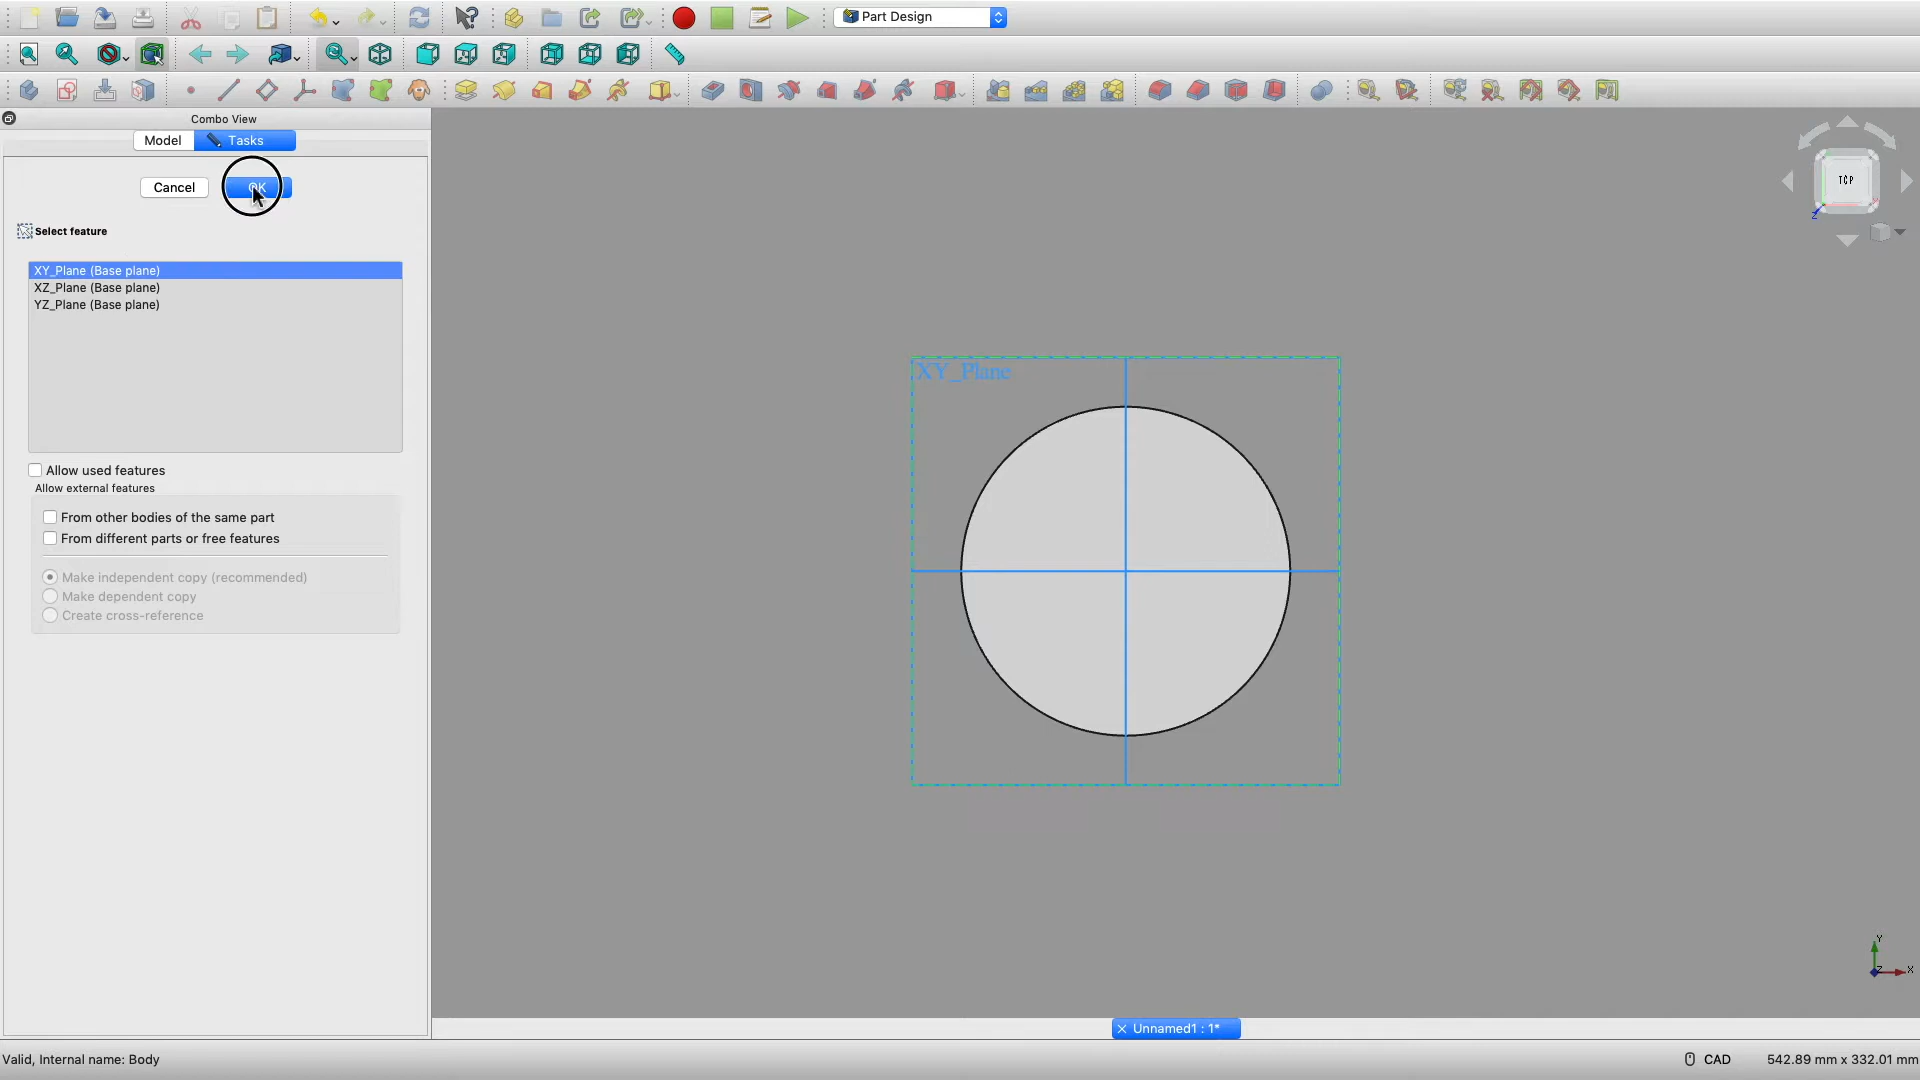 Part Design
Combo View
Model
Tasks
Cancel
OK
Select feature
XY_Plane (Base plane)
XZ_Plane (Base plane)
YZ_Plane (Base plane)
Allow used features
Allow external features
From other bodies of the same part
From different parts or free features
Make independent copy (recommended)
Make dependent copy
Create cross-reference
XY_Plane
TOP
Z
Y
Z
X
Unnamed1 : 1*
Valid, Internal name: Body
CAD
542.89 mm x 332.01 mm